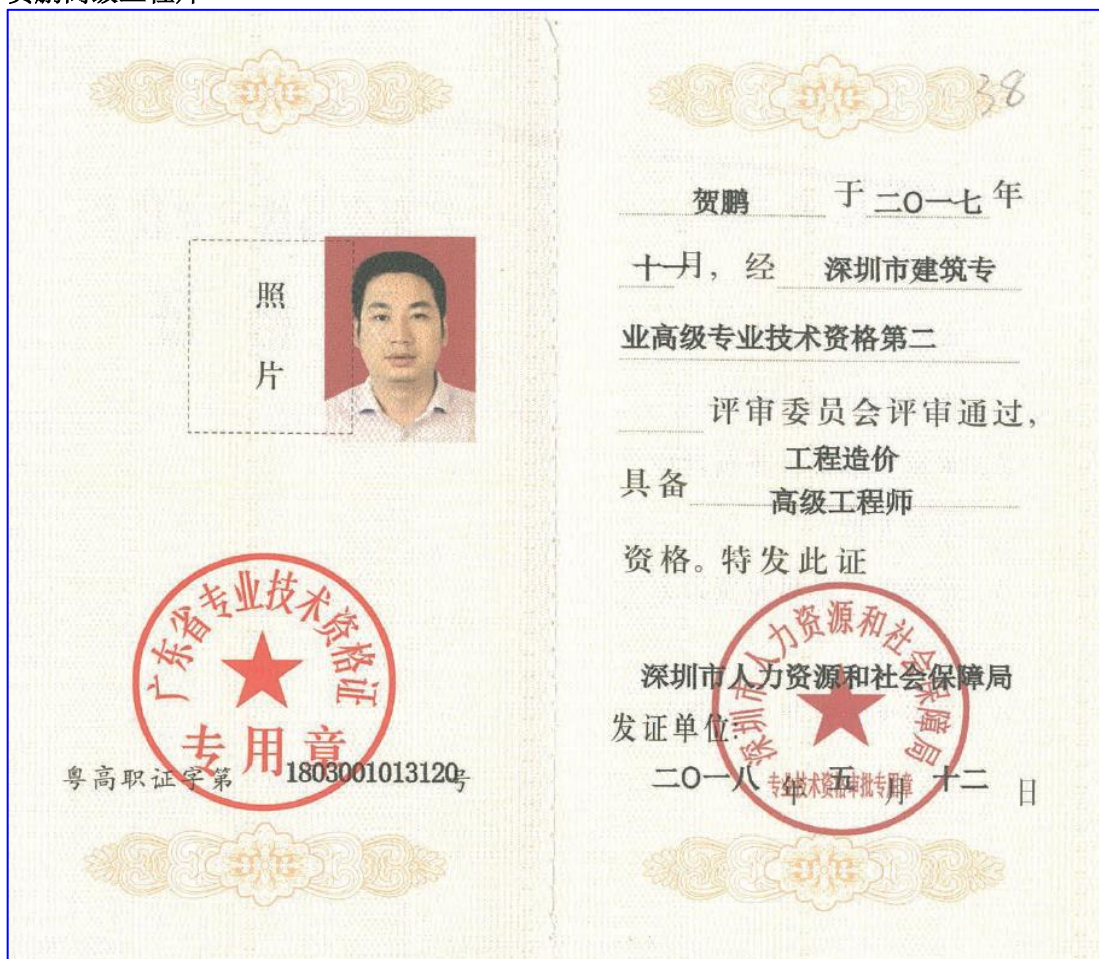 照
片
广东省专业技术资格证
专用章
粤高职证字第 1803001013120号
38
贺鹏 于 二O一七 年
十一月, 经 深圳市建筑专
业高级专业技术资格第二
评审委员会评审通过,
具备 工程造价
高级工程师
资格。特发此证
深圳市人力资源和社会保障局
深圳市人力资源和社会保障局
发证单位:
二O一八 年 五 月 十二 日
专业技术资格审批专用章